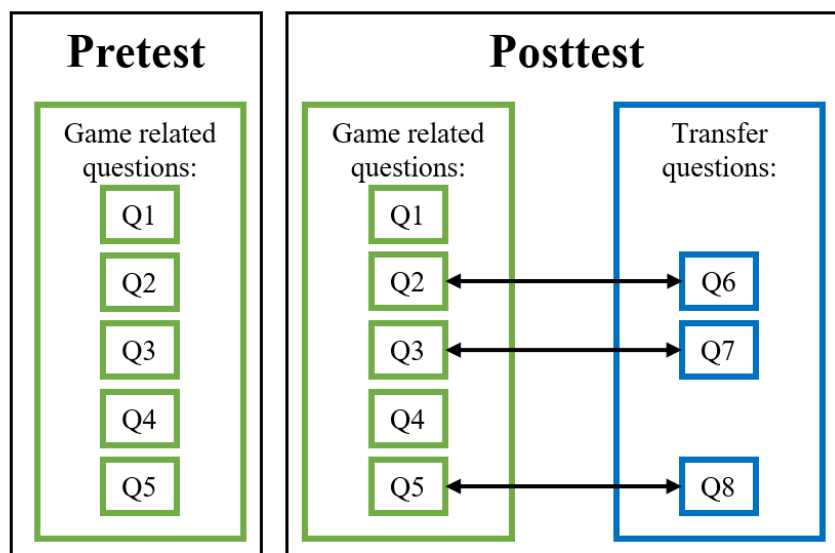 Pretest
Game related
questions:
Q1
Q2
Q3
Q4
Q5
Posttest
Game related
questions:
Q1
Q2
Q3
Q4
Q5
Transfer
questions:
Q6
Q7
Q8